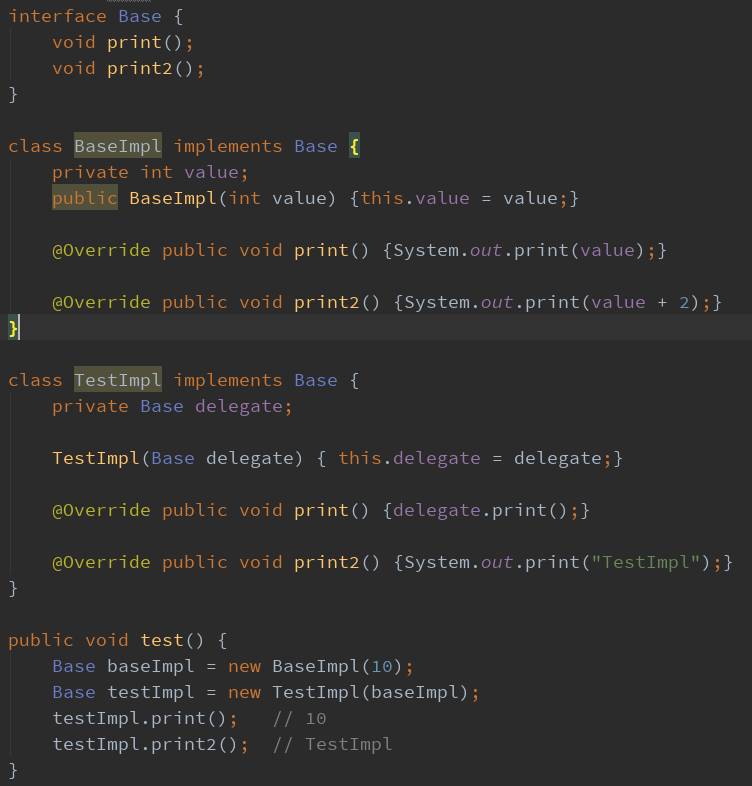 interface Base {
    void print();
    void print2();
}

class BaseImpl implements Base {
    private int value;
    public BaseImpl(int value) {this.value = value;}

    @Override public void print() {System.out.print(value);}

    @Override public void print2() {System.out.print(value + 2);}
}

class TestImpl implements Base {
    private Base delegate;

    TestImpl(Base delegate) { this.delegate = delegate;}

    @Override public void print() {delegate.print();}

    @Override public void print2() {System.out.print("TestImpl");}
}

public void test() {
    Base baseImpl = new BaseImpl(10);
    Base testImpl = new TestImpl(baseImpl);
    testImpl.print();   // 10
    testImpl.print2();  // TestImpl
}